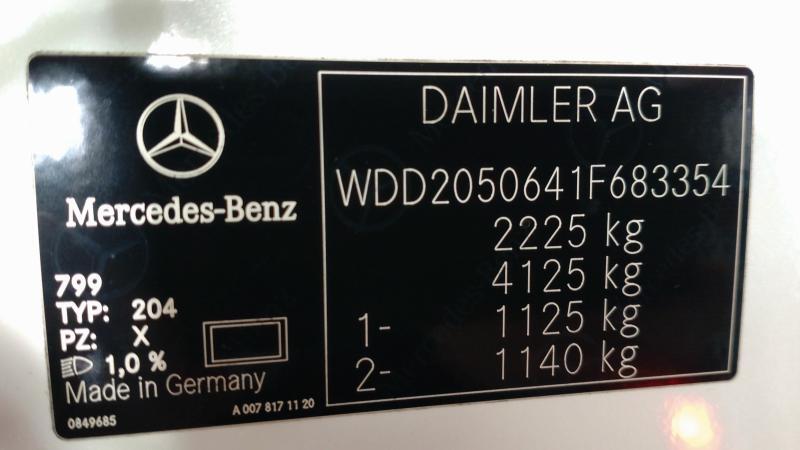 Mercedes-Benz
799
TYP: 204
PZ: X
1,0 %
Made in Germany
0849685
A 007 817 11 20
DAIMLER AG
WDD2050641F683354
2225 kg
4125 kg
1- 1125 kg
2- 1140 kg